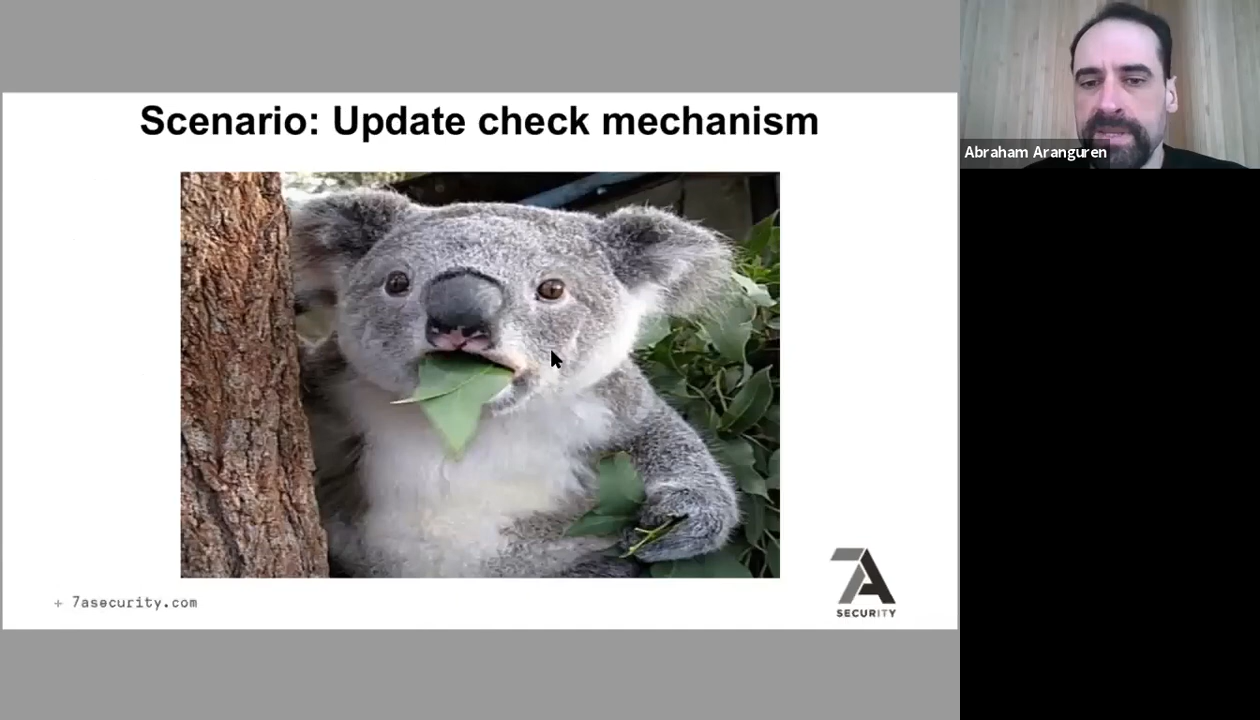 Scenario: Update check mechanism
Abraham Aranguren
+ 7asecurity.com
7A
SECURITY